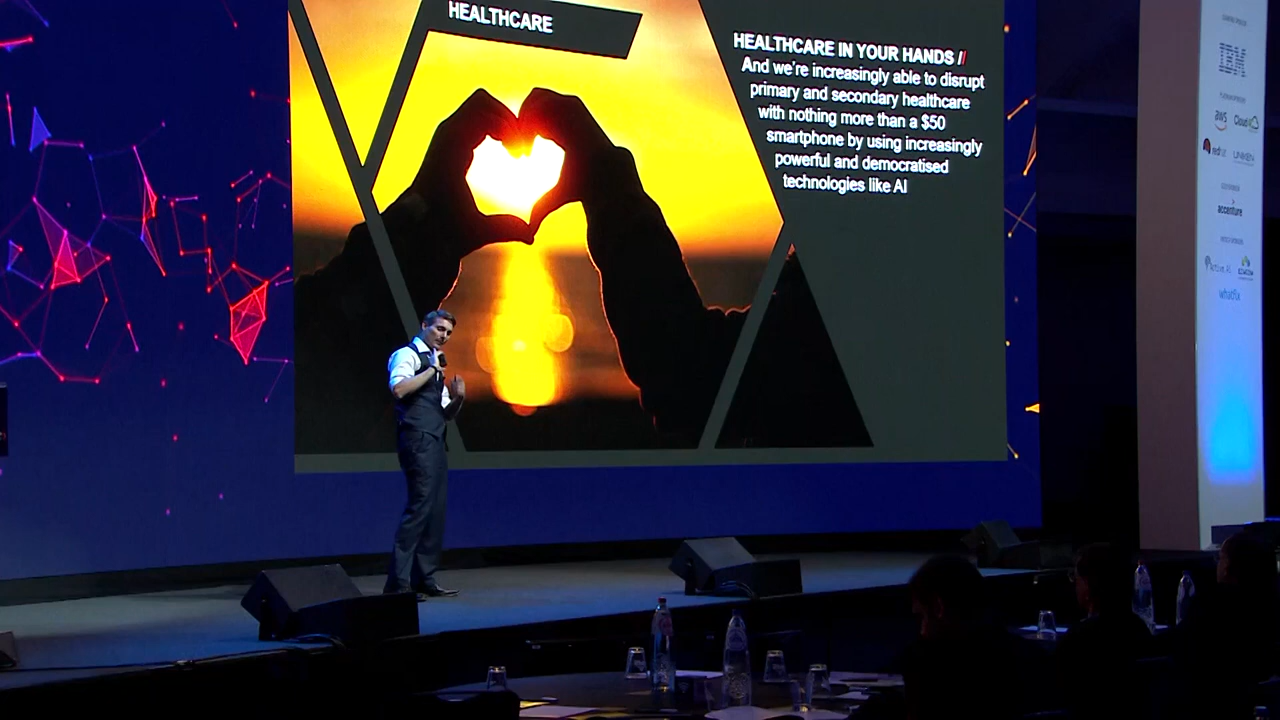 HEALTHCARE
HEALTHCARE IN YOUR HANDS //
And we're increasingly able to disrupt
primary and secondary healthcare
with nothing more than a $50
smartphone by using increasingly
powerful and democratised
technologies like AI
IBM
aws
accenture
whatfix